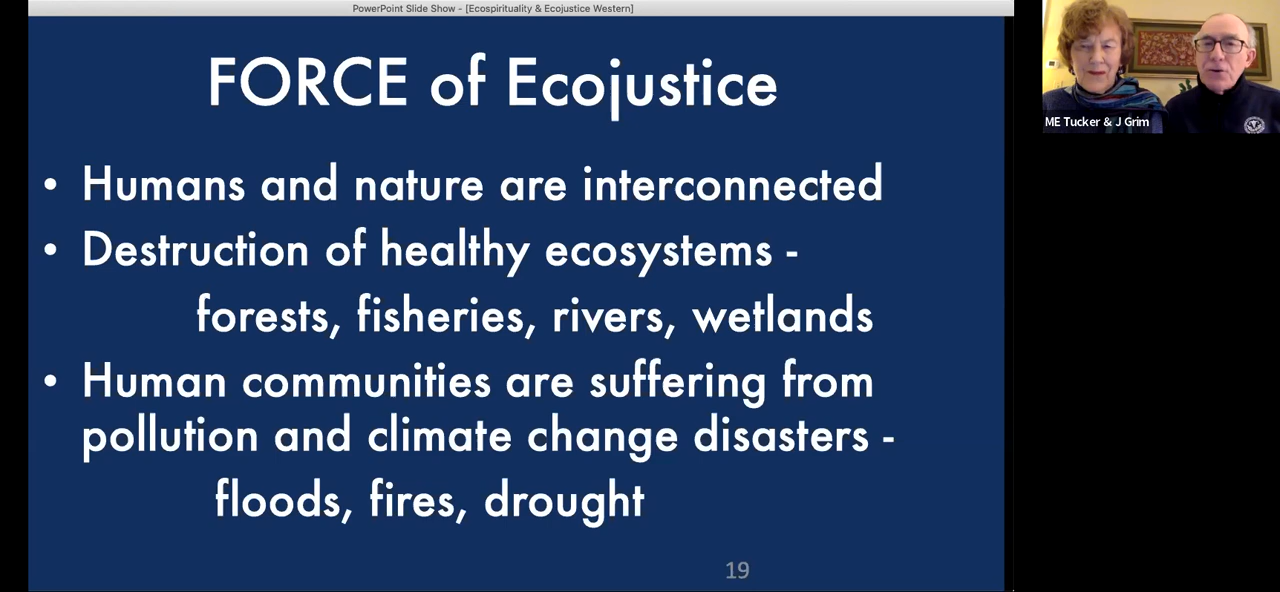 PowerPoint Slide Show - [Ecospirituality & Ecojustice Western]
FORCE of Ecojustice
• Humans and nature are interconnected
• Destruction of healthy ecosystems -
forests, fisheries, rivers, wetlands
• Human communities are suffering from
pollution and climate change disasters -
floods, fires, drought
19
ME Tucker & J Grim